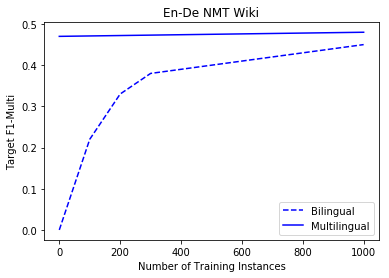 En-De NMT Wiki
0.5
0.4
0.3
0.2
0.1
0.0
Target F1-Multi
0 200 400 600 800 1000
Number of Training Instances
Bilingual
Multilingual